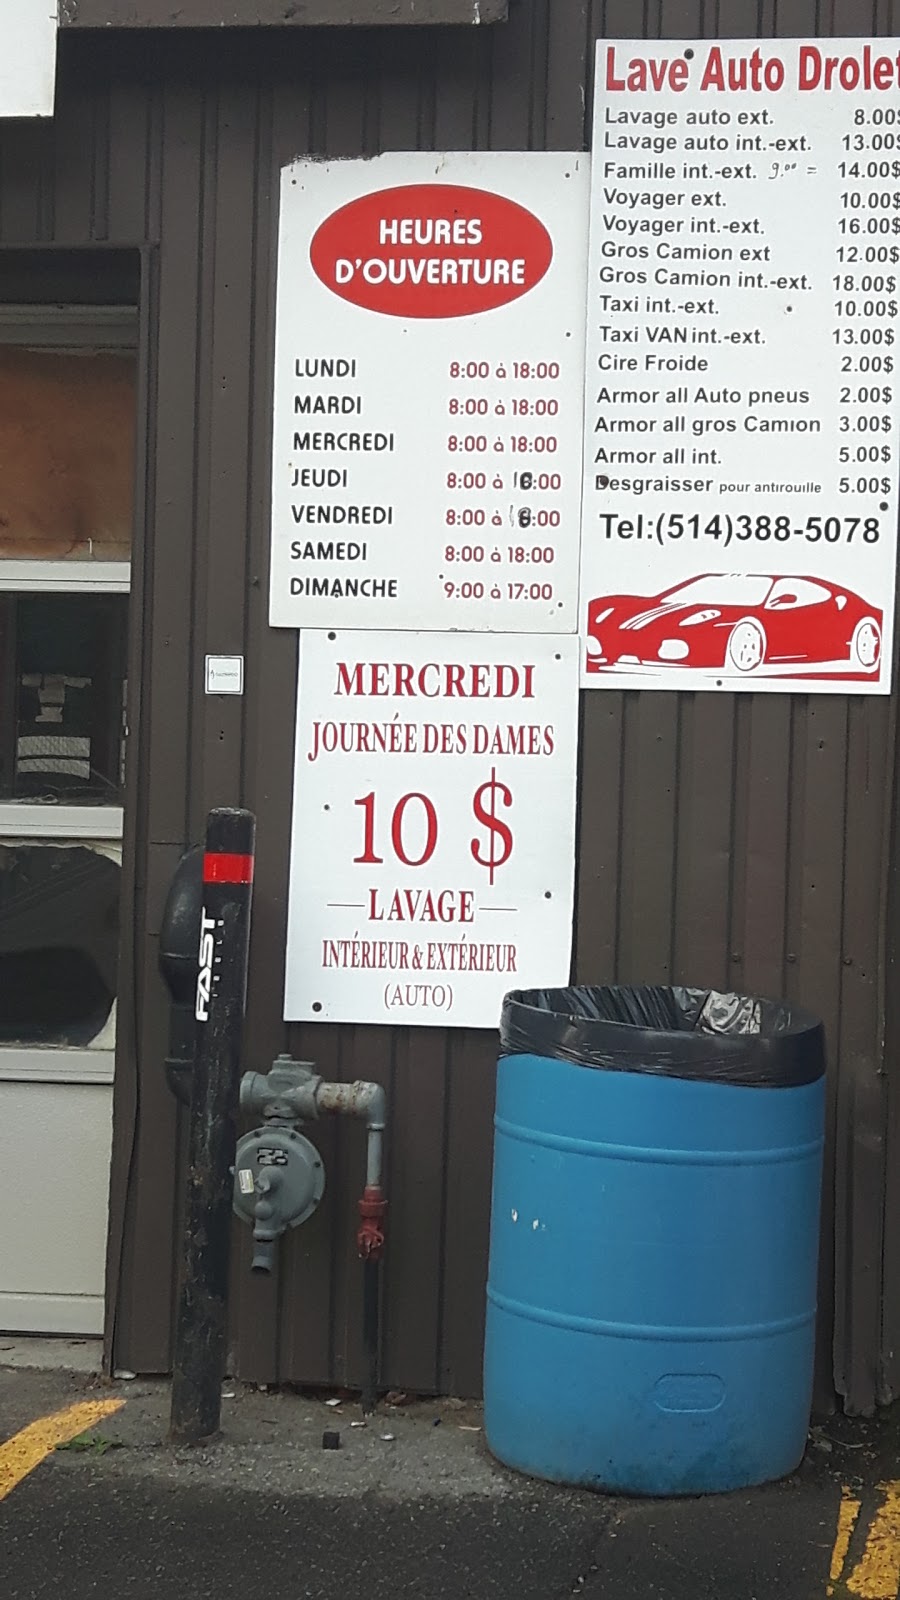 HEURES
D'OUVERTURE
LUNDI 8:00 à 18:00
MARDI 8:00 à 18:00
MERCREDI 8:00 à 18:00
JEUDI 8:00 à 18:00
VENDREDI 8:00 à 18:00
SAMEDI 8:00 à 18:00
DIMANCHE 9:00 à 17:00
MERCREDI
JOURNÉE DES DAMES
10 $
LAVAGE
INTÉRIEUR & EXTÉRIEUR
(AUTO)
Lave Auto Drolet
Lavage auto ext. 8.00$
Lavage auto int.-ext. 13.00$
Famille int.-ext. 9.00 = 14.00$
Voyager ext. 10.00$
Voyager int.-ext. 16.00$
Gros Camion ext 12.00$
Gros Camion int.-ext. 18.00$
Taxi int.-ext. 10.00$
Taxi VAN int.-ext. 13.00$
Cire Froide 2.00$
Armor all Auto pneus 2.00$
Armor all gros Camion 3.00$
Armor all int. 5.00$
Desgraisser pour antirouille 5.00$
Tel:(514)388-5078
FAST